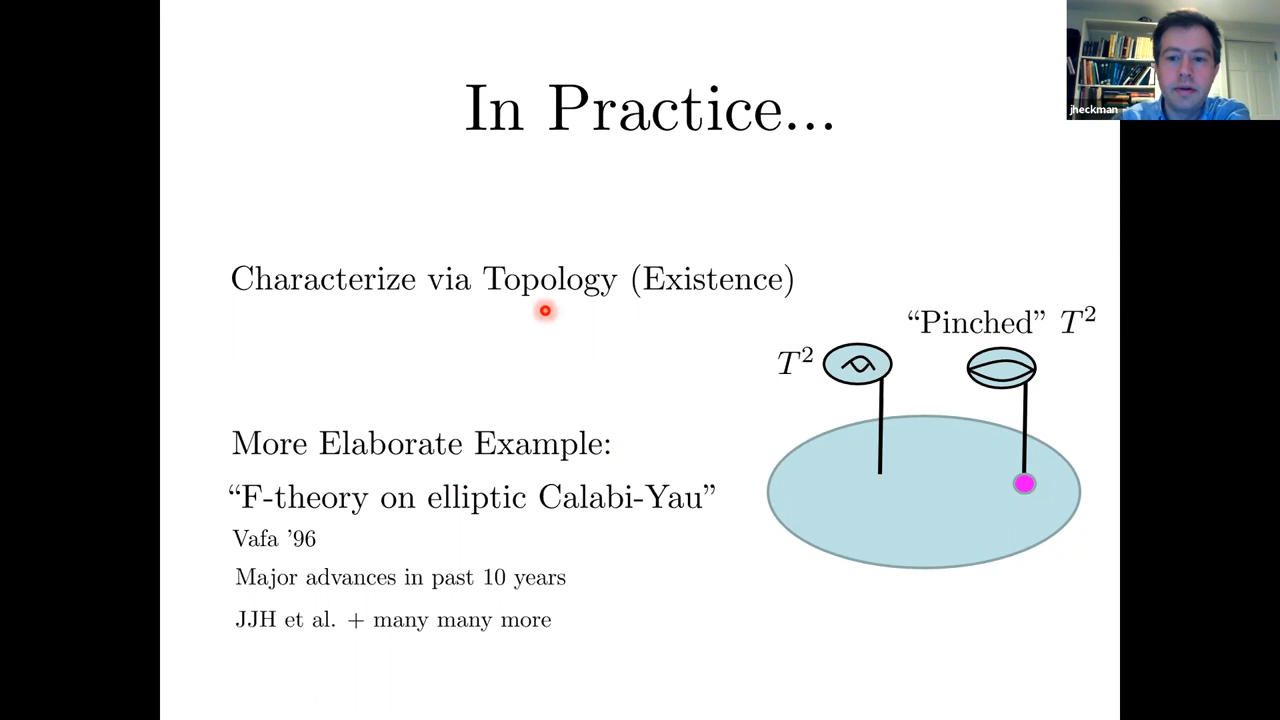 jheckman
In Practice...
Characterize via Topology (Existence)
“Pinched” T²
T²
More Elaborate Example:
“F-theory on elliptic Calabi-Yau”
Vafa ’96
Major advances in past 10 years
JJH et al. + many many more